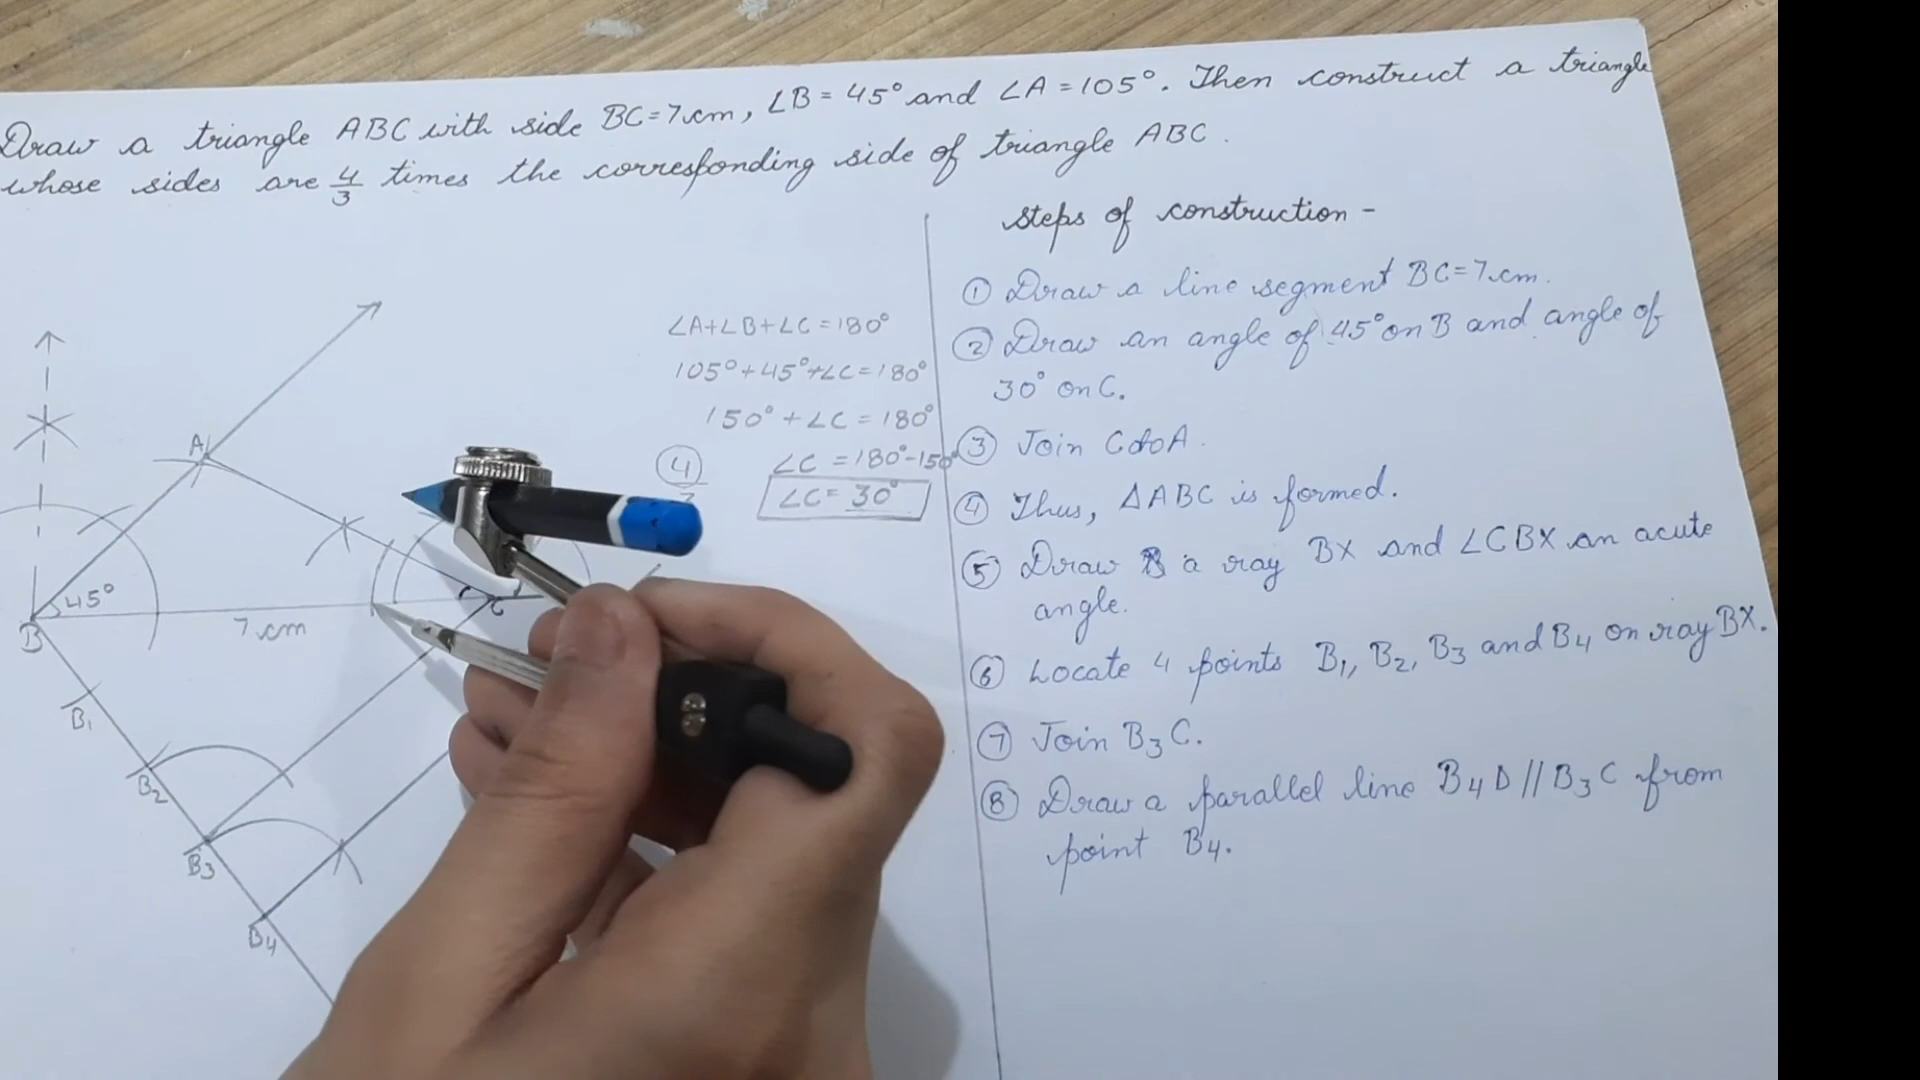 Draw a triangle ABC with side BC=7cm, ∠B=45° and ∠A=105°. Then construct a triangle
whose sides are 4/3 times the corresponding side of triangle ABC.
∠A+∠B+∠C=180°
105°+45°+∠C=180°
150°+∠C=180°
∠C=180°-150°
∠C=30°
4
A
45°
B
7cm
C
B1
B2
B3
B4
steps of construction -
① Draw a line segment BC=7cm.
② Draw an angle of 45° on B and angle of
30° on C.
③ Join C to A.
④ Thus, △ABC is formed.
⑤ Draw a ray BX and ∠CBX an acute
angle.
⑥ Locate 4 points B1, B2, B3 and B4 on ray BX.
⑦ Join B3C.
⑧ Draw a parallel line B4D//B3C from
point B4.